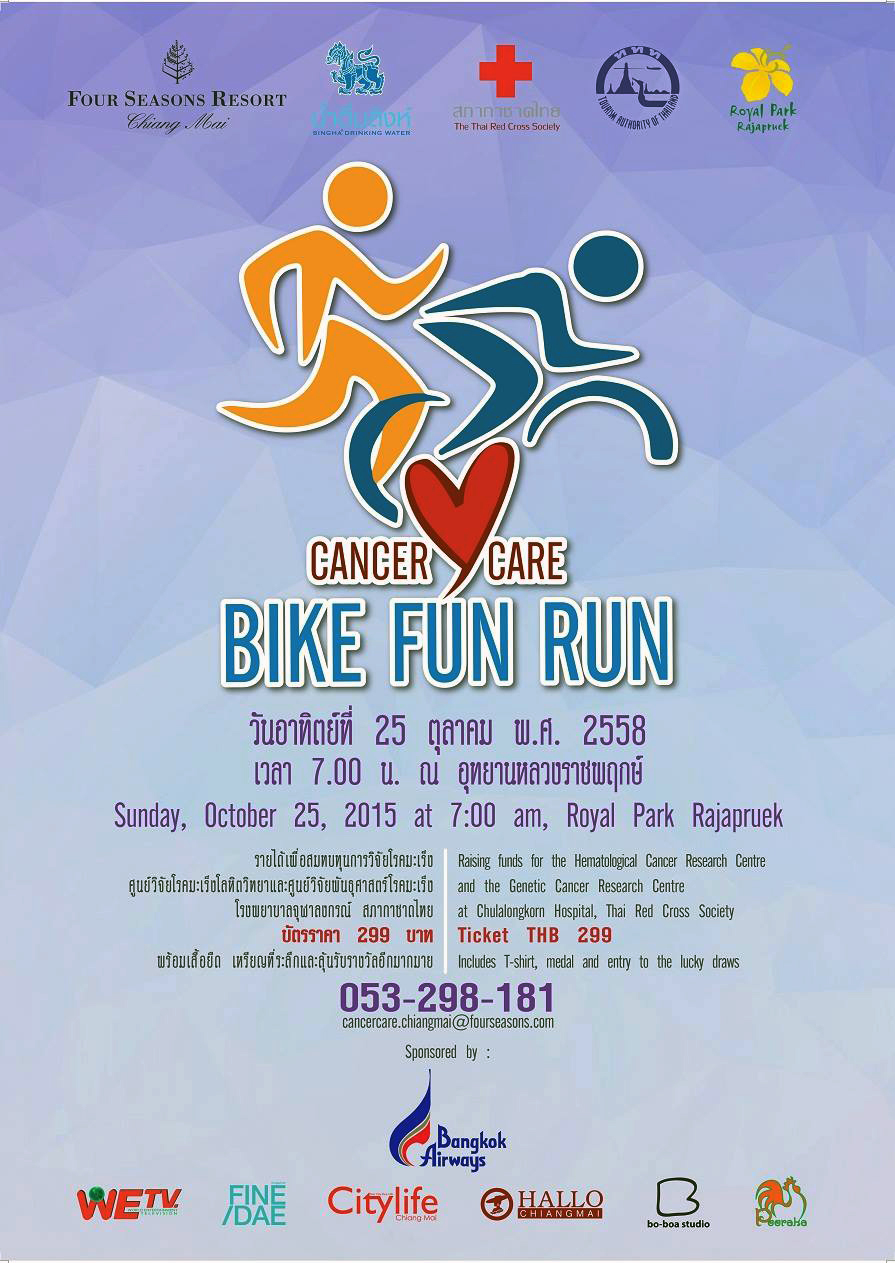 FOUR SEASONS RESORT
Chiang Mai
น้ำดื่มสิงห์
SINGHA DRINKING WATER
สภากาชาดไทย
The Thai Red Cross Society
ททท
TOURISM AUTHORITY OF THAILAND
Royal Park
Rajapruek
CANCER CARE
BIKE FUN RUN
วันอาทิตย์ที่ 25 ตุลาคม พ.ศ. 2558
เวลา 7.00 น. ณ อุทยานหลวงราชพฤกษ์
Sunday, October 25, 2015 at 7:00 am, Royal Park Rajapruek
รายได้เพื่อสมทบทุนการวิจัยโรคมะเร็ง
ศูนย์วิจัยโรคมะเร็งโลหิตวิทยาและศูนย์วิจัยพันธุศาสตร์โรคมะเร็ง
โรงพยาบาลจุฬาลงกรณ์ สภากาชาดไทย
บัตรราคา 299 บาท
พร้อมเสื้อยืด เหรียญที่ระลึกและลุ้นรับรางวัลอีกมากมาย
Raising funds for the Hematological Cancer Research Centre
and the Genetic Cancer Research Centre
at Chulalongkorn Hospital, Thai Red Cross Society
Ticket THB 299
Includes T-shirt, medal and entry to the lucky draws
053-298-181
cancercare.chiangmai@fourseasons.com
Sponsored by :
Bangkok
Airways
WETV.
WORLD ENTERTAINMENT
TELEVISION
FINE
/DAE
Citylife
Chiang Mai
HALLO
CHIANGMAI
bo-boa studio